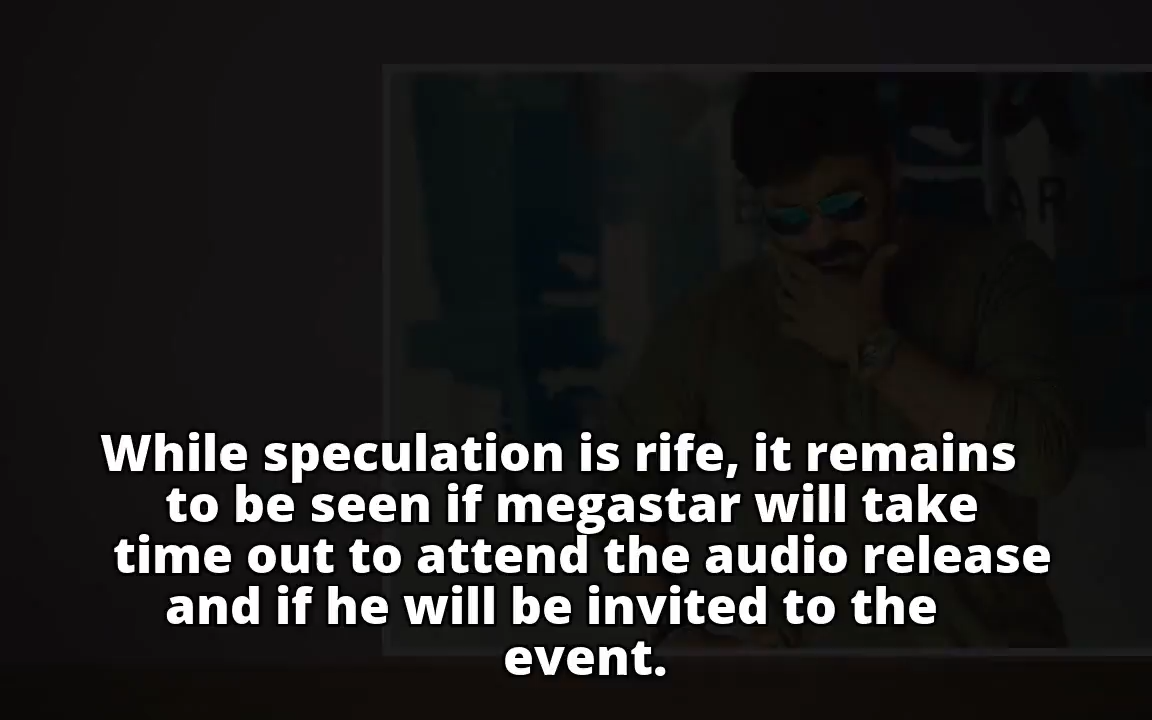 While speculation is rife, it remains
to be seen if megastar will take
time out to attend the audio release
and if he will be invited to the
event.